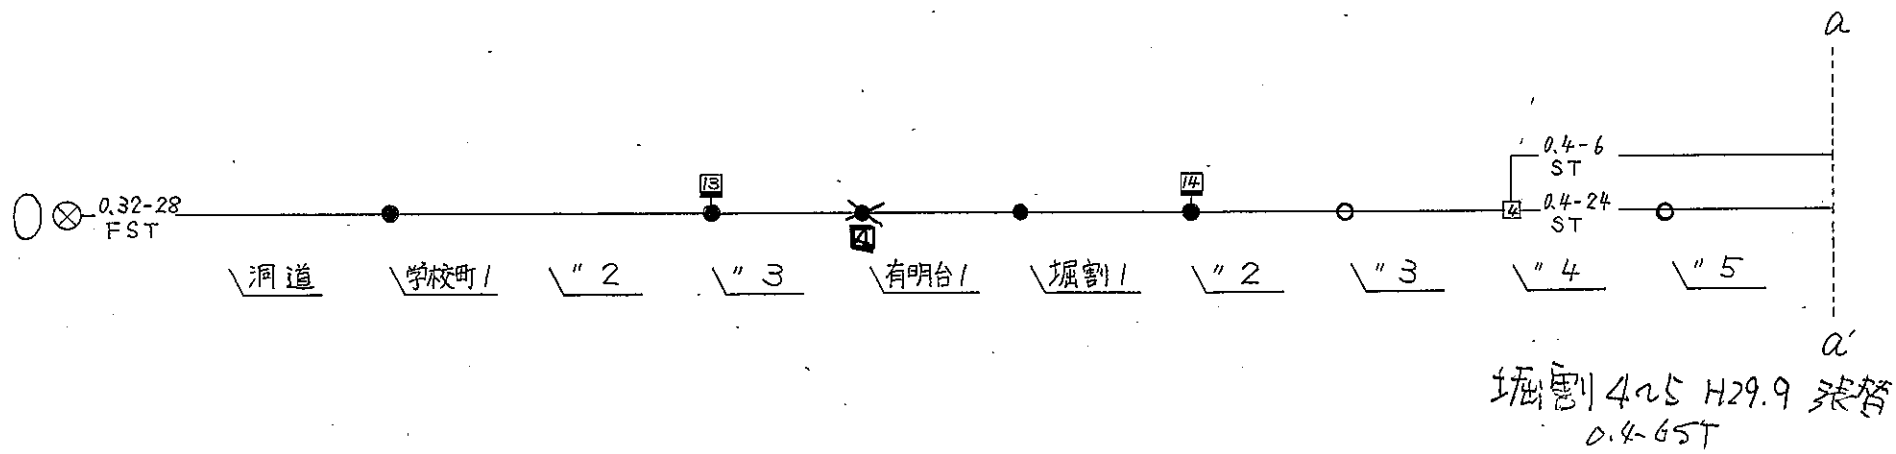 a
0.4-6
ST
13
14
0.32-28
FST
4
0.4-24
ST
4
洞道
学校町1
〃2
〃3
有明台1
堀割1
〃2
〃3
〃4
〃5
a'
堀割4~5 H29.9 張替
0.4-6ST